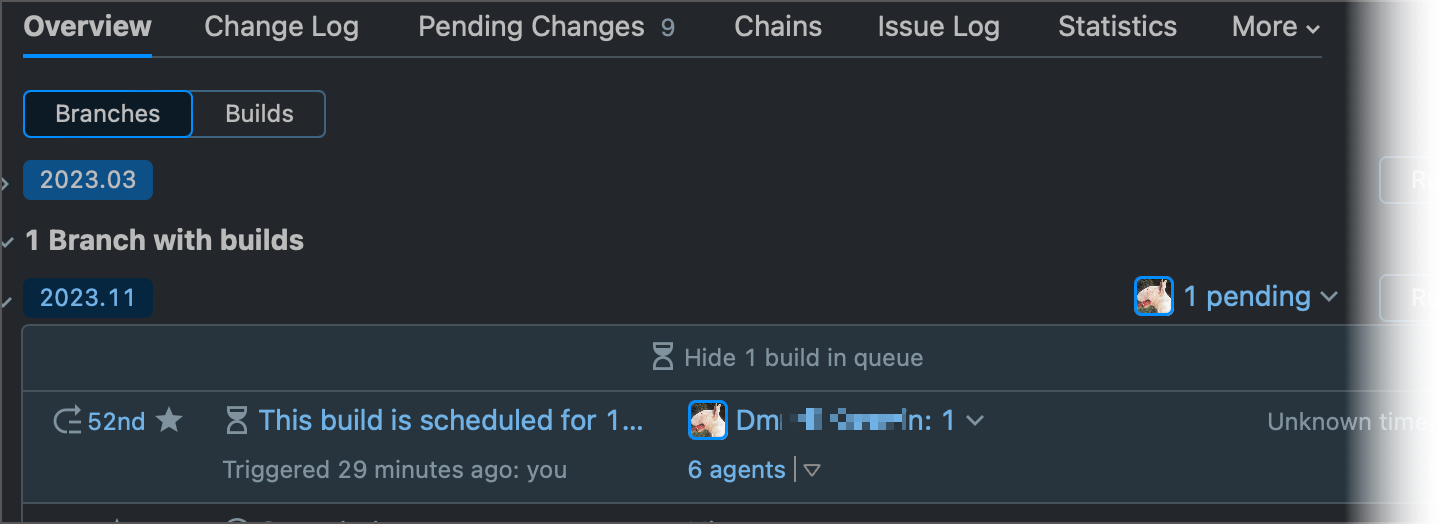 Overview Change Log Pending Changes 9 Chains Issue Log Statistics More
Branches Builds
2023.03
1 Branch with builds
2023.11 1 pending
Hide 1 build in queue
52nd This build is scheduled for 1... : 1 Unknown time
Triggered 29 minutes ago: you 6 agents